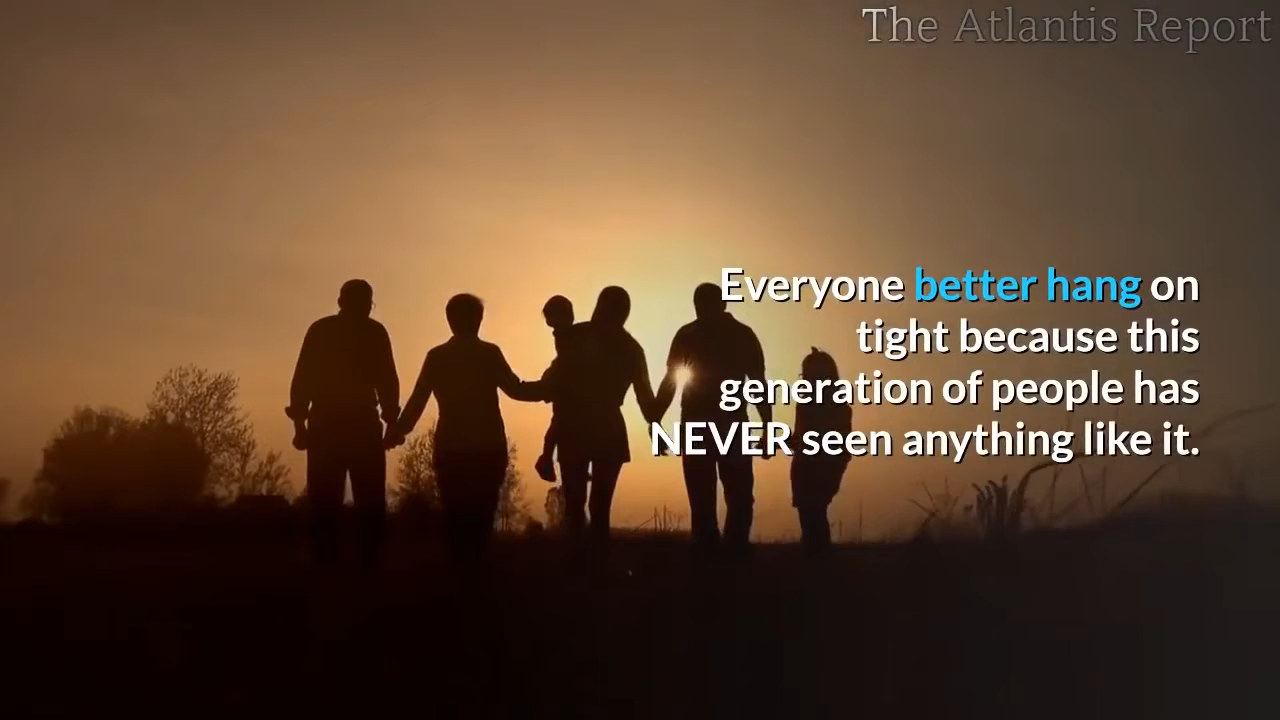 The Atlantis Report
Everyone better hang on
tight because this
generation of people has
NEVER seen anything like it.